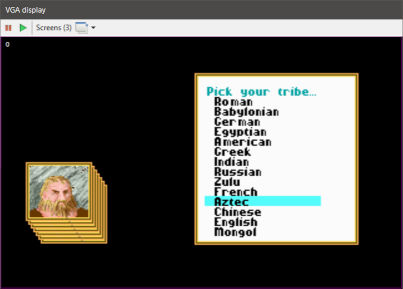 VGA display
Screens (3)
0
Pick your tribe...
Roman
Babylonian
German
Egyptian
American
Greek
Indian
Russian
Zulu
French
Aztec
Chinese
English
Mongol